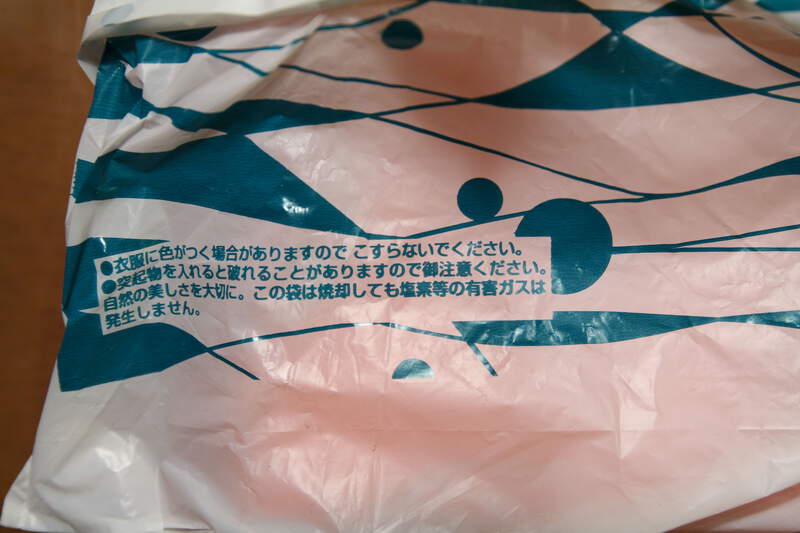 ●衣服に色がつく場合がありますので こすらないでください。
●突起物を入れると破れることがありますので御注意ください。
自然の美しさを大切に。この袋は焼却しても塩素等の有害ガスは
発生しません。